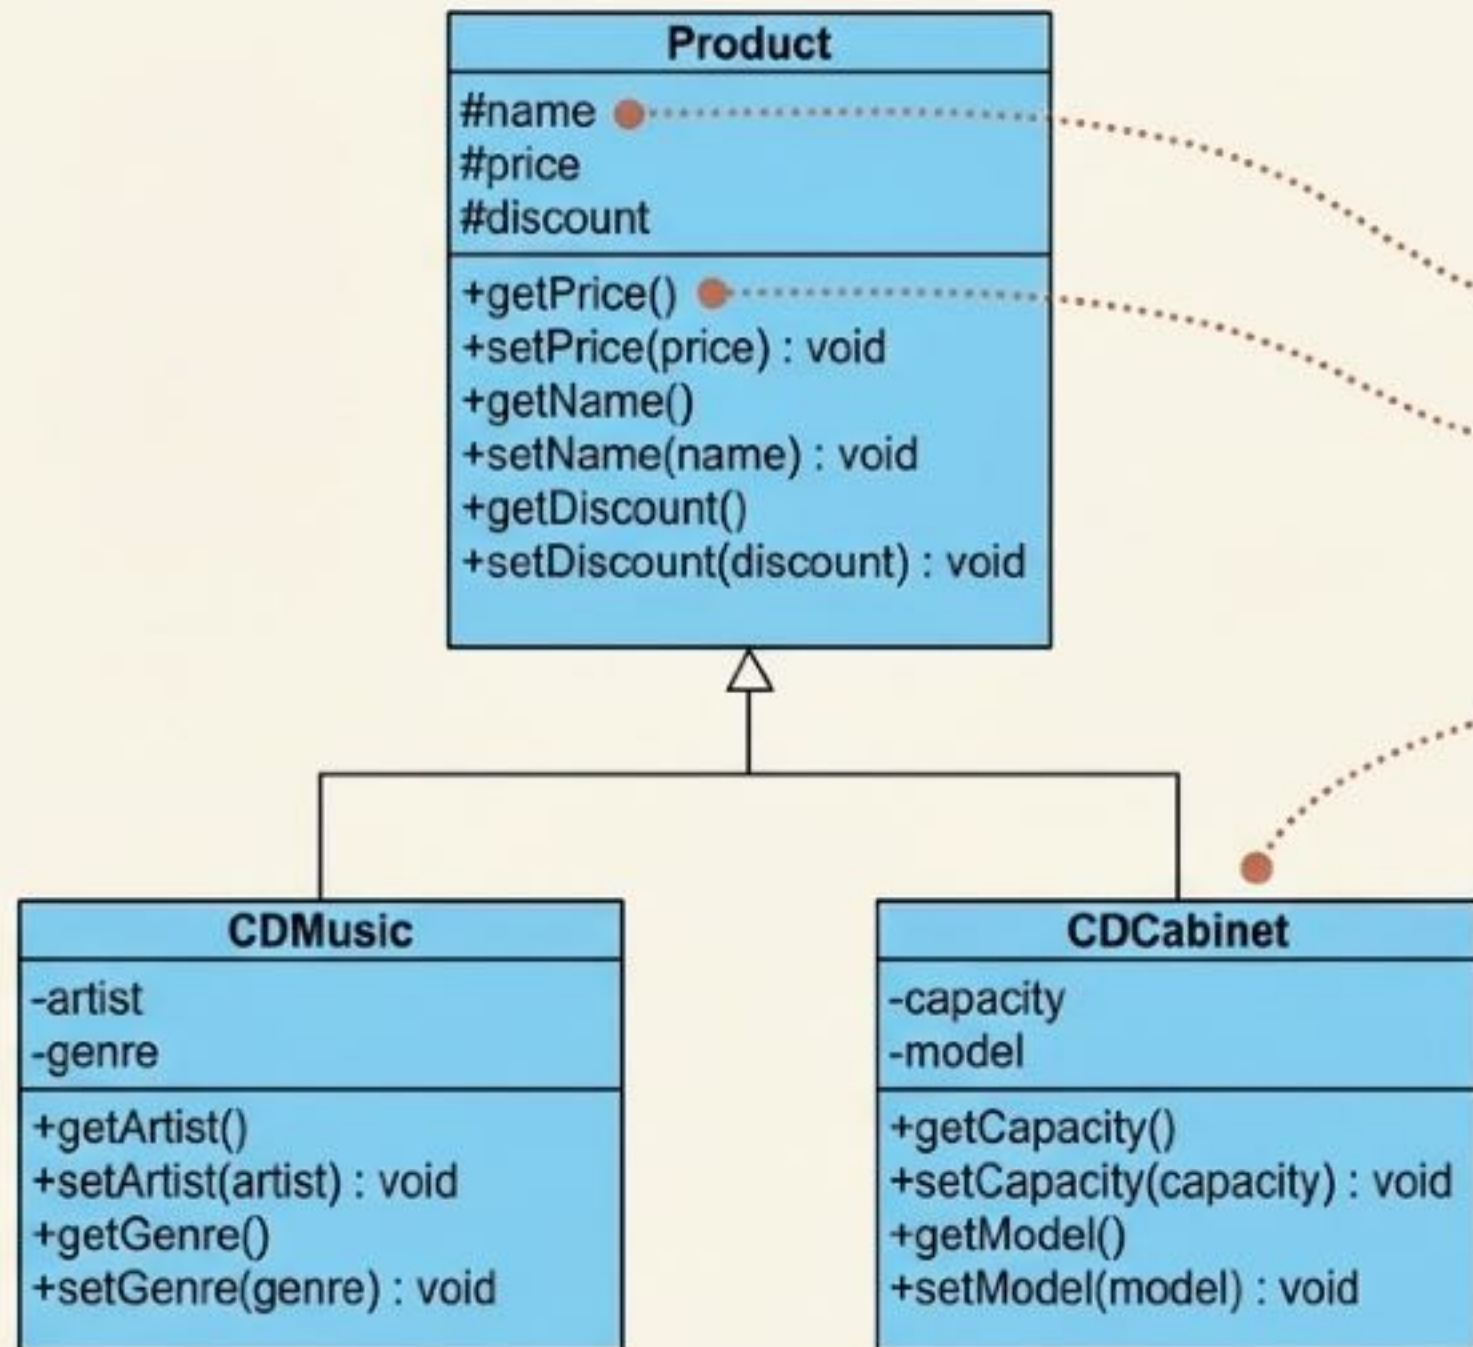 Product
#name
#price
#discount
+getPrice()
+setPrice(price) : void
+getName()
+setName(name) : void
+getDiscount()
+setDiscount(discount) : void
CDMusic
-artist
-genre
+getArtist()
+setArtist(artist) : void
+getGenre()
+setGenre(genre) : void
CDCabinet
-capacity
-model
+getCapacity()
+setCapacity(capacity) : void
+getModel()
+setModel(model) : void